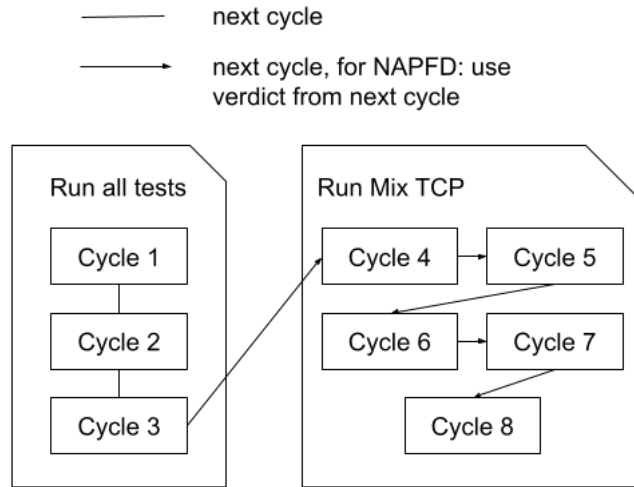 next cycle
next cycle, for NAPFD: use
verdict from next cycle
Run all tests
Cycle 1
Cycle 2
Cycle 3
Run Mix TCP
Cycle 4
Cycle 5
Cycle 6
Cycle 7
Cycle 8